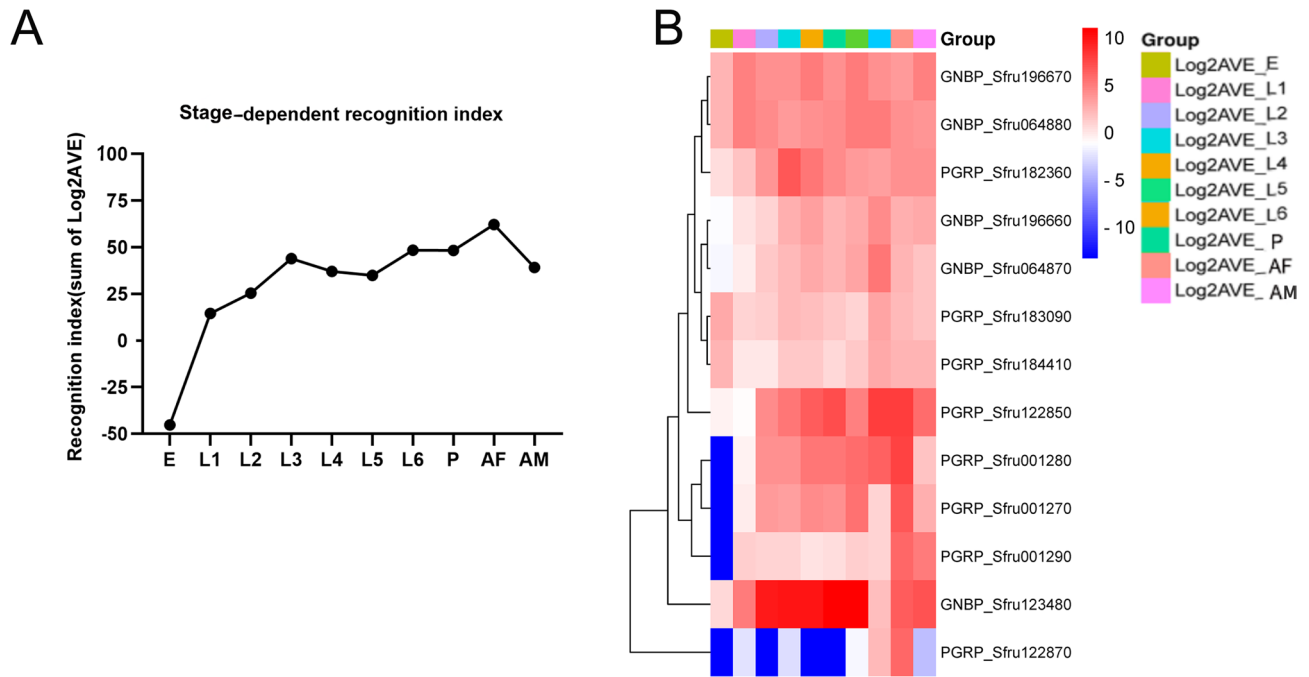 A
Stage-dependent recognition index
Recognition index(sum of Log2AVE)
100
75
50
25
0
-25
-50
E L1 L2 L3 L4 L5 L6 P AF AM
B
Group
GNBP_Sfru196670
GNBP_Sfru064880
PGRP_Sfru182360
GNBP_Sfru196660
GNBP_Sfru064870
PGRP_Sfru183090
PGRP_Sfru184410
PGRP_Sfru122850
PGRP_Sfru001280
PGRP_Sfru001270
PGRP_Sfru001290
GNBP_Sfru123480
PGRP_Sfru122870
10
5
0
- 5
- 10
Group
Log2AVE_E
Log2AVE_L1
Log2AVE_L2
Log2AVE_L3
Log2AVE_L4
Log2AVE_L5
Log2AVE_L6
Log2AVE_ P
Log2AVE_ AF
Log2AVE_ AM